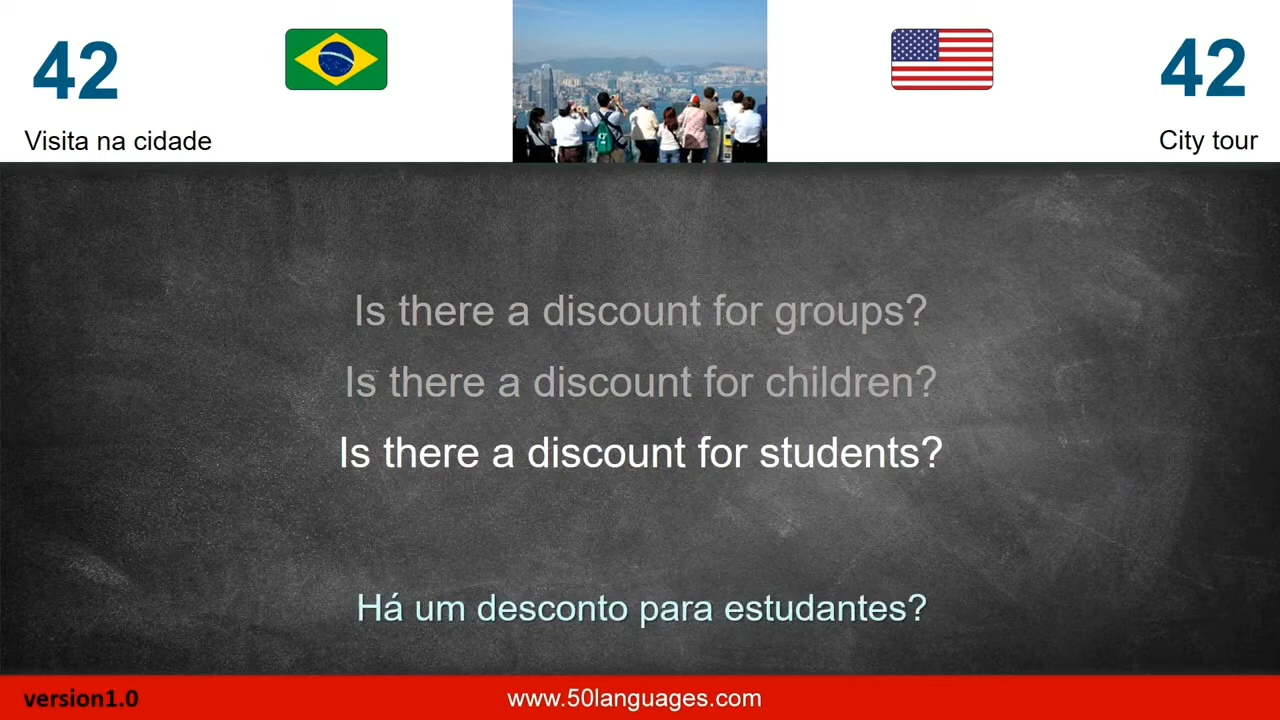 42
42
Visita na cidade
City tour
Is there a discount for groups?
Is there a discount for children?
Is there a discount for students?
Há um desconto para estudantes?
version1.0
www.50languages.com